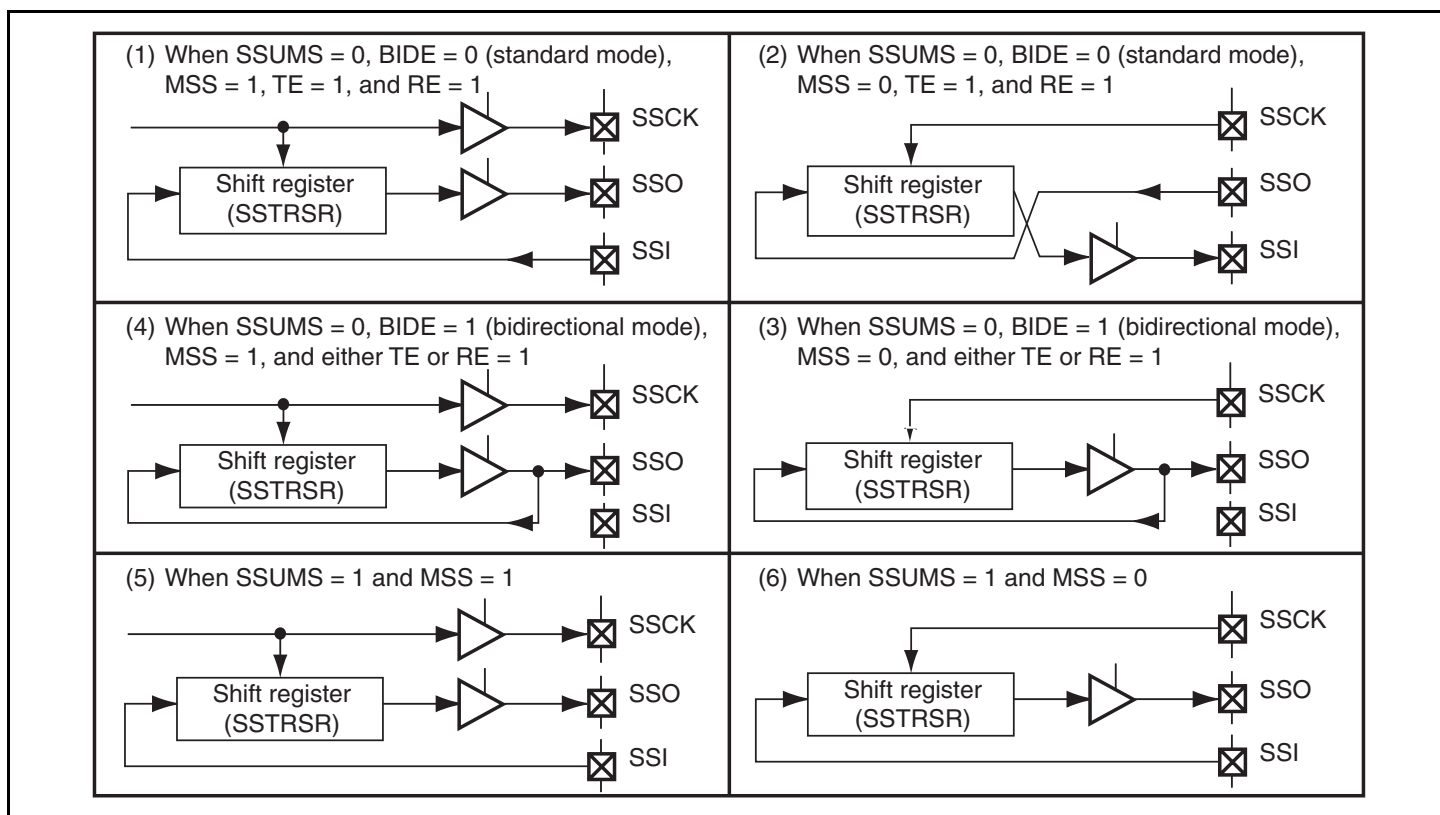 (1) When SSUMS = 0, BIDE = 0 (standard mode),
MSS = 1, TE = 1, and RE = 1
SSCK
Shift register
(SSTRSR)
SSO
SSI
(2) When SSUMS = 0, BIDE = 0 (standard mode),
MSS = 0, TE = 1, and RE = 1
SSCK
Shift register
(SSTRSR)
SSO
SSI
(4) When SSUMS = 0, BIDE = 1 (bidirectional mode),
MSS = 1, and either TE or RE = 1
SSCK
Shift register
(SSTRSR)
SSO
SSI
(3) When SSUMS = 0, BIDE = 1 (bidirectional mode),
MSS = 0, and either TE or RE = 1
SSCK
Shift register
(SSTRSR)
SSO
SSI
(5) When SSUMS = 1 and MSS = 1
SSCK
Shift register
(SSTRSR)
SSO
SSI
(6) When SSUMS = 1 and MSS = 0
SSCK
Shift register
(SSTRSR)
SSO
SSI